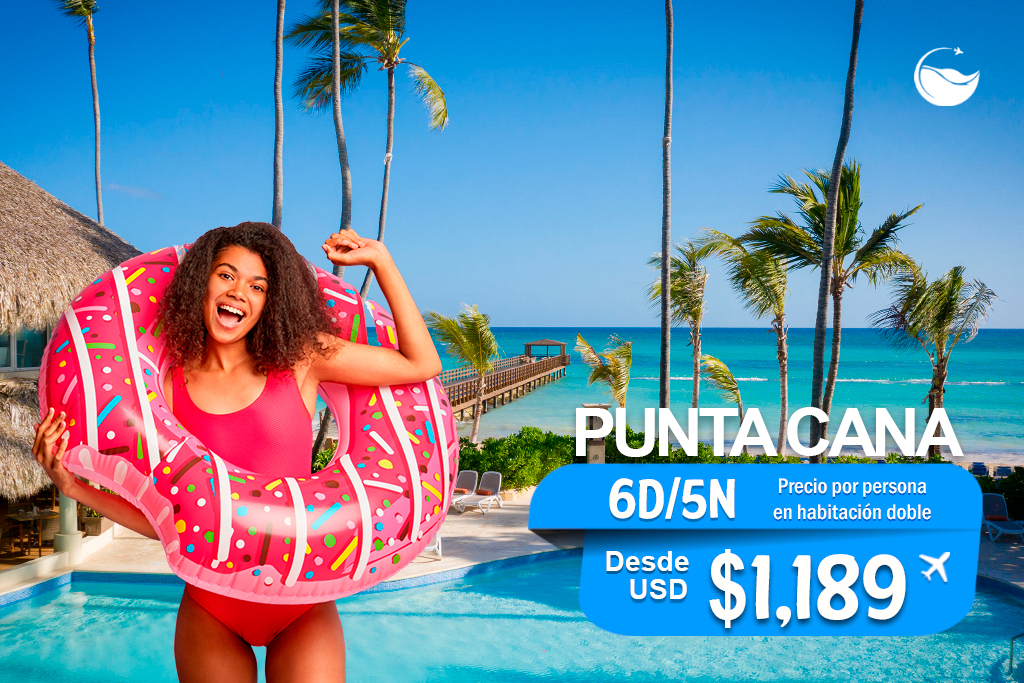 PUNTA CANA
6D/5N
Precio por persona
en habitación doble
Desde
USD
$1,189